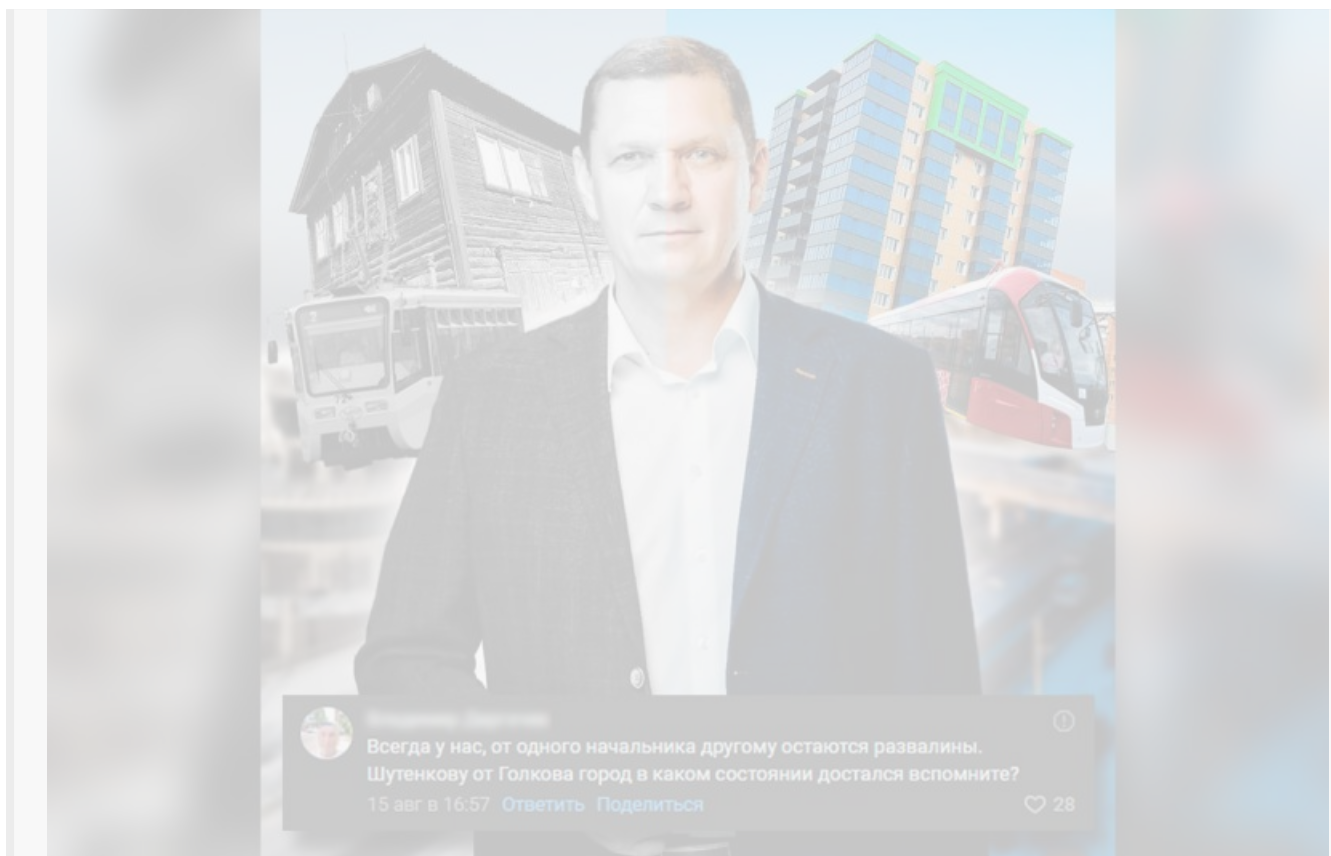 Всегда у нас, от одного начальника другому остаются развалины.
Шутенкову от Голкова город в каком состоянии достался вспомните?
15 авг в 16:57 Ответить Поделиться 28